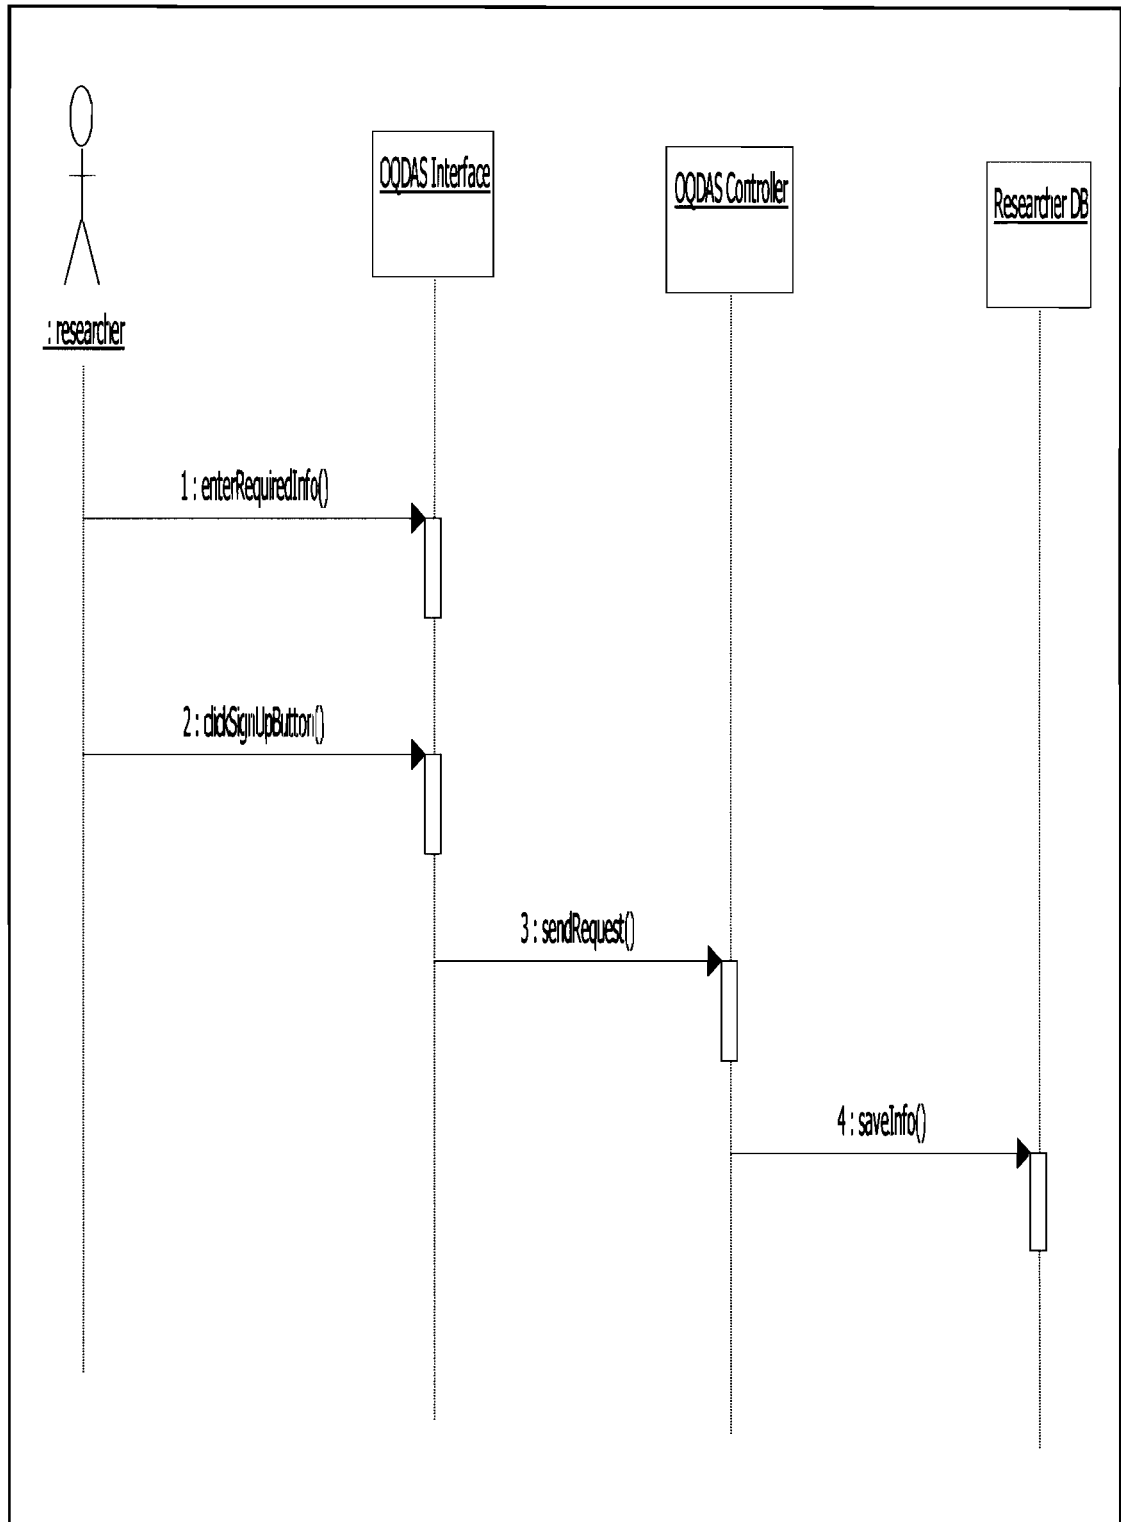 OQDAS Interface
OQDAS Controller
Researcher DB
: researcher
1 : enterRequiredInfo()
2 : clickSignUpButton()
3 : sendRequest()
4 : saveInfo()